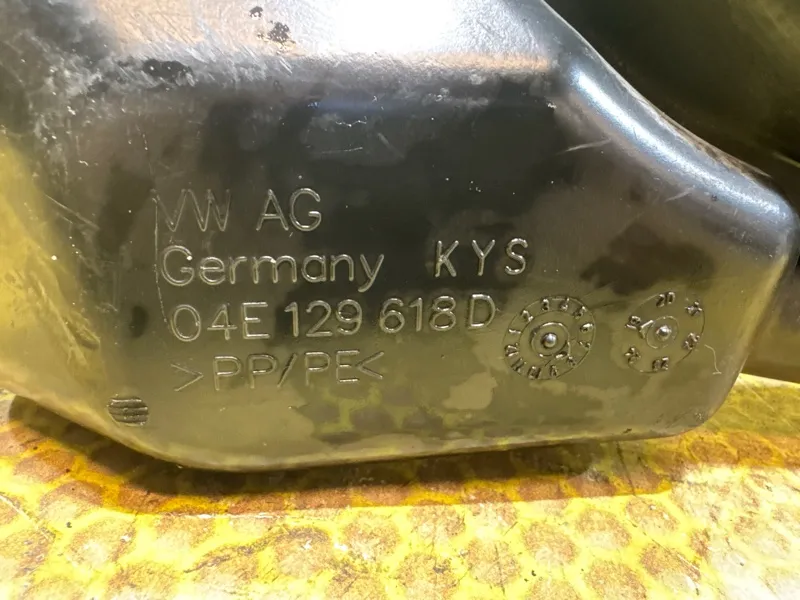 VW AG
Germany KYS
04E 129 618 D
>PP/PE<